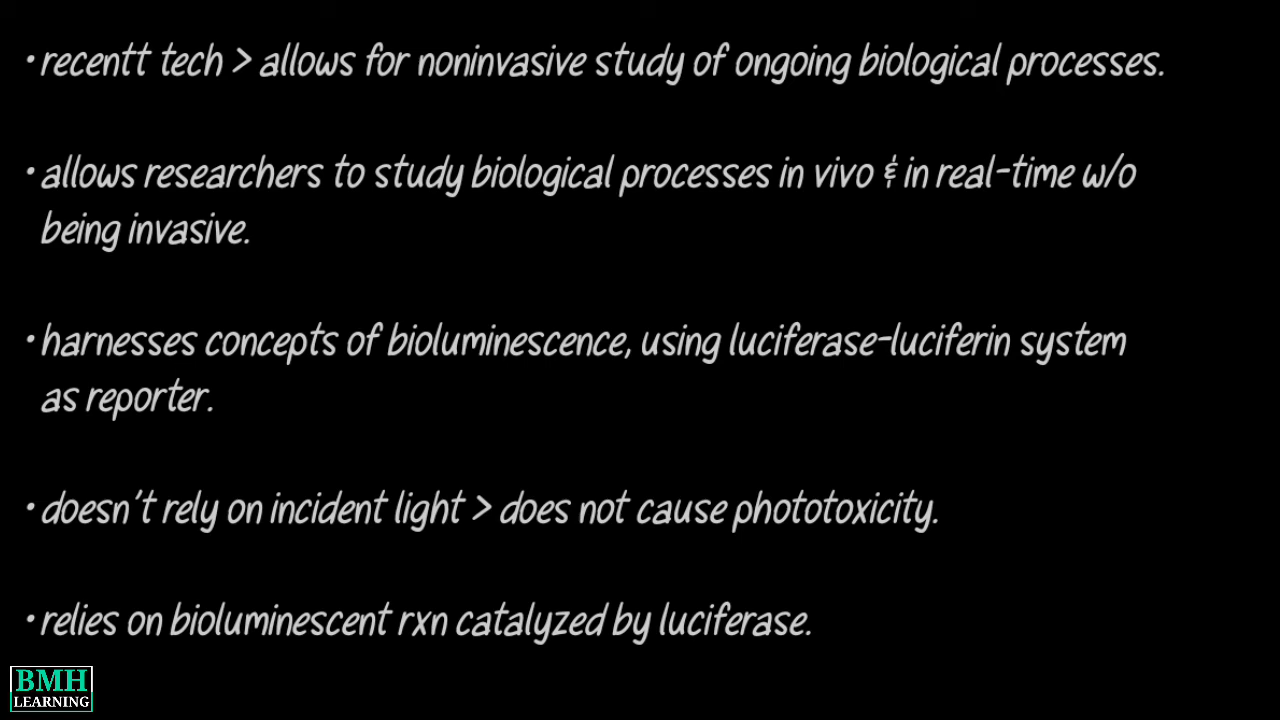 •recentt tech > allows for noninvasive study of ongoing biological processes.
•allows researchers to study biological processes in vivo & in real-time w/o
being invasive.
•harnesses concepts of bioluminescence, using luciferase-luciferin system
as reporter.
•doesn't rely on incident light > does not cause phototoxicity.
•relies on bioluminescent rxn catalyzed by luciferase.
BMH
LEARNING